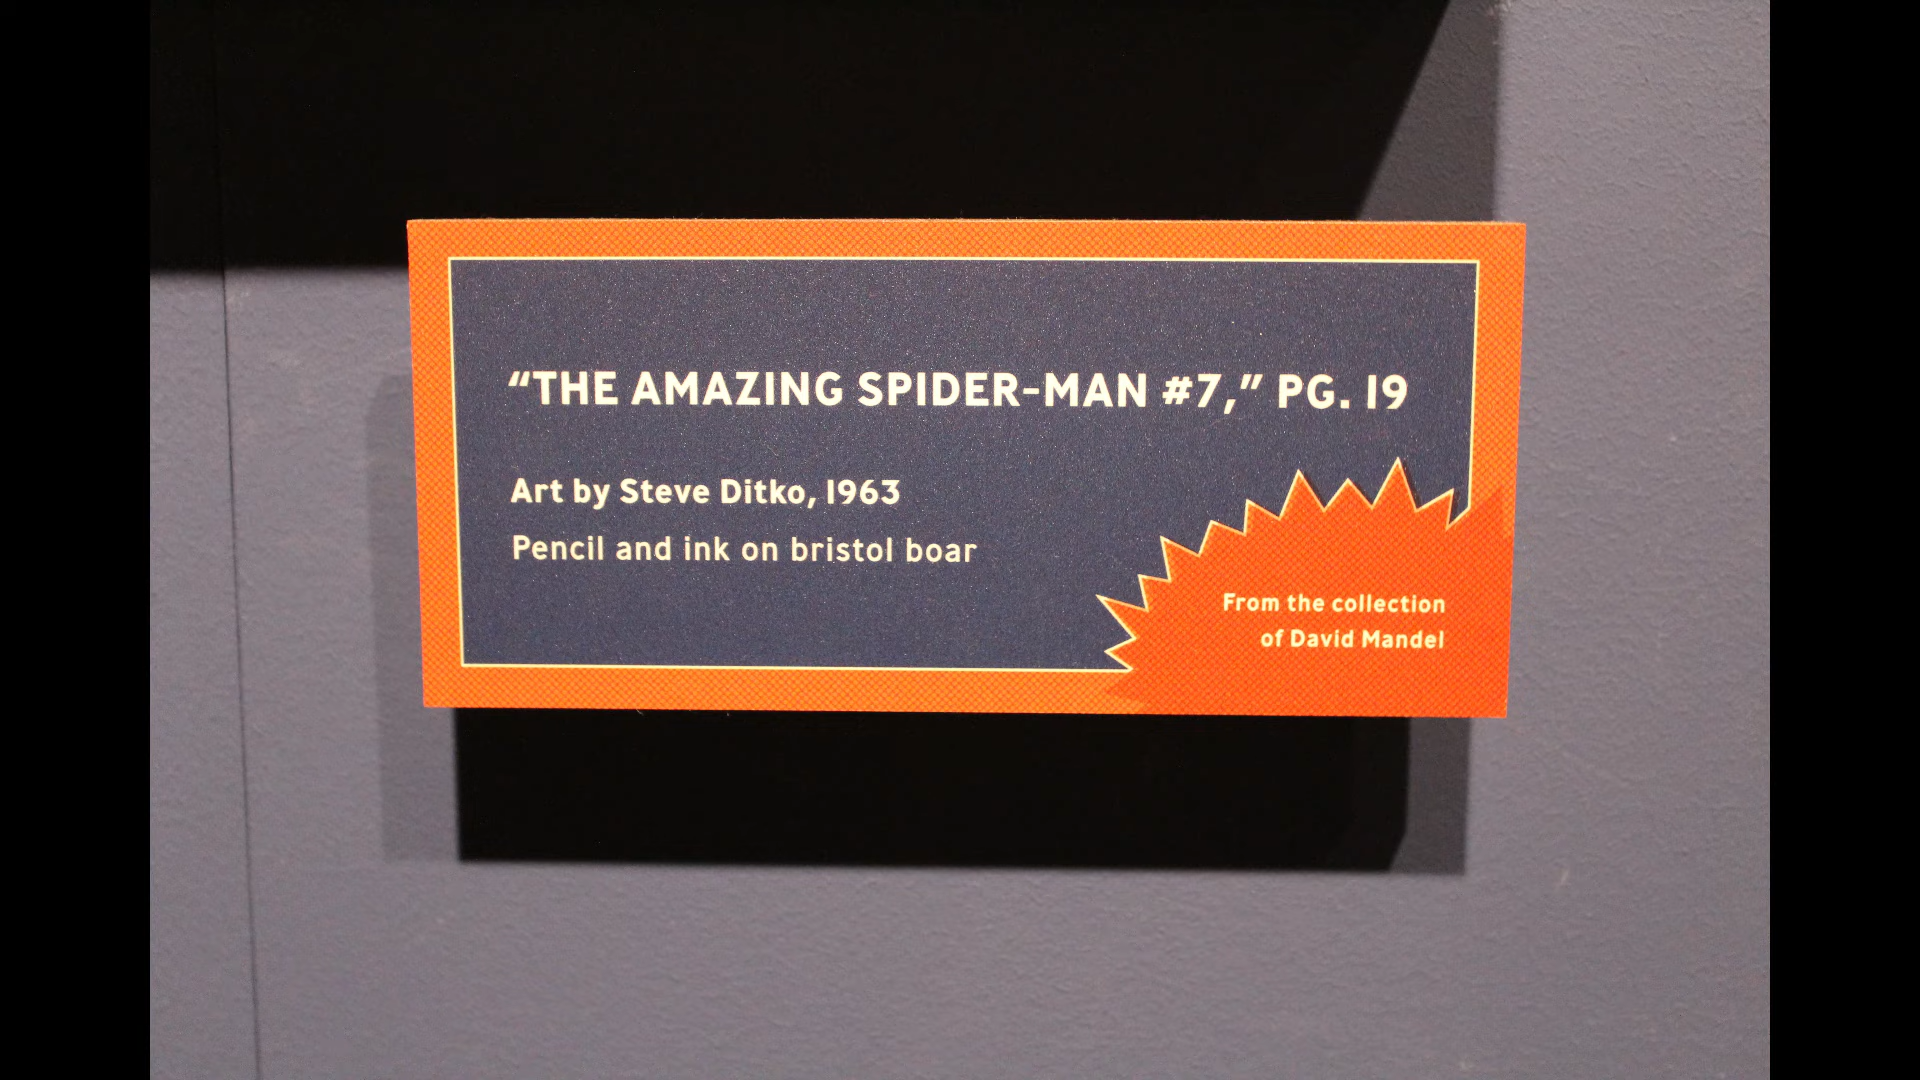 “THE AMAZING SPIDER-MAN #7,” PG. 19
Art by Steve Ditko, 1963
Pencil and ink on bristol boar
From the collection
of David Mandel